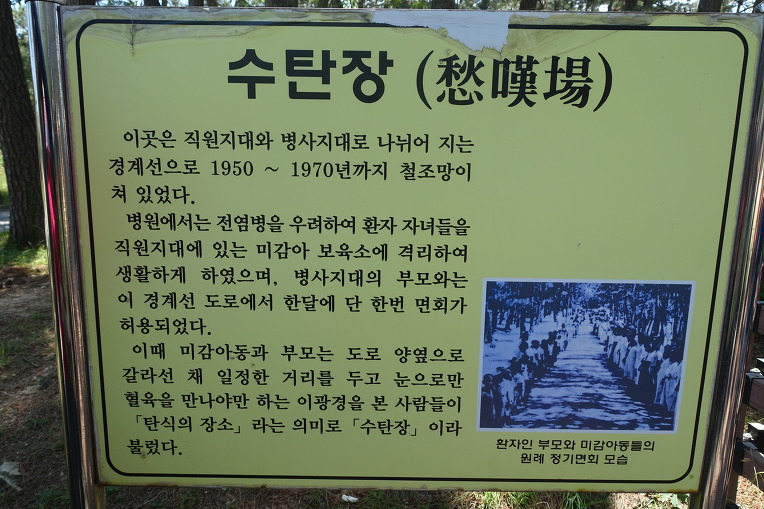 수탄장 (愁嘆場)
이곳은 직원지대와 병사지대로 나뉘어 지는
경계선으로 1950 ~ 1970년까지 철조망이
쳐 있었다.
병원에서는 전염병을 우려하여 환자 자녀들을
직원지대에 있는 미감아 보육소에 격리하여
생활하게 하였으며, 병사지대의 부모와는
이 경계선 도로에서 한달에 단 한번 면회가
허용되었다.
이때 미감아동과 부모는 도로 양옆으로
갈라선 채 일정한 거리를 두고 눈으로만
혈육을 만나야만 하는 이광경을 본 사람들이
「탄식의 장소」라는 의미로「수탄장」이라
불렀다.
환자인 부모와 미감아동들의
원례 정기면회 모습